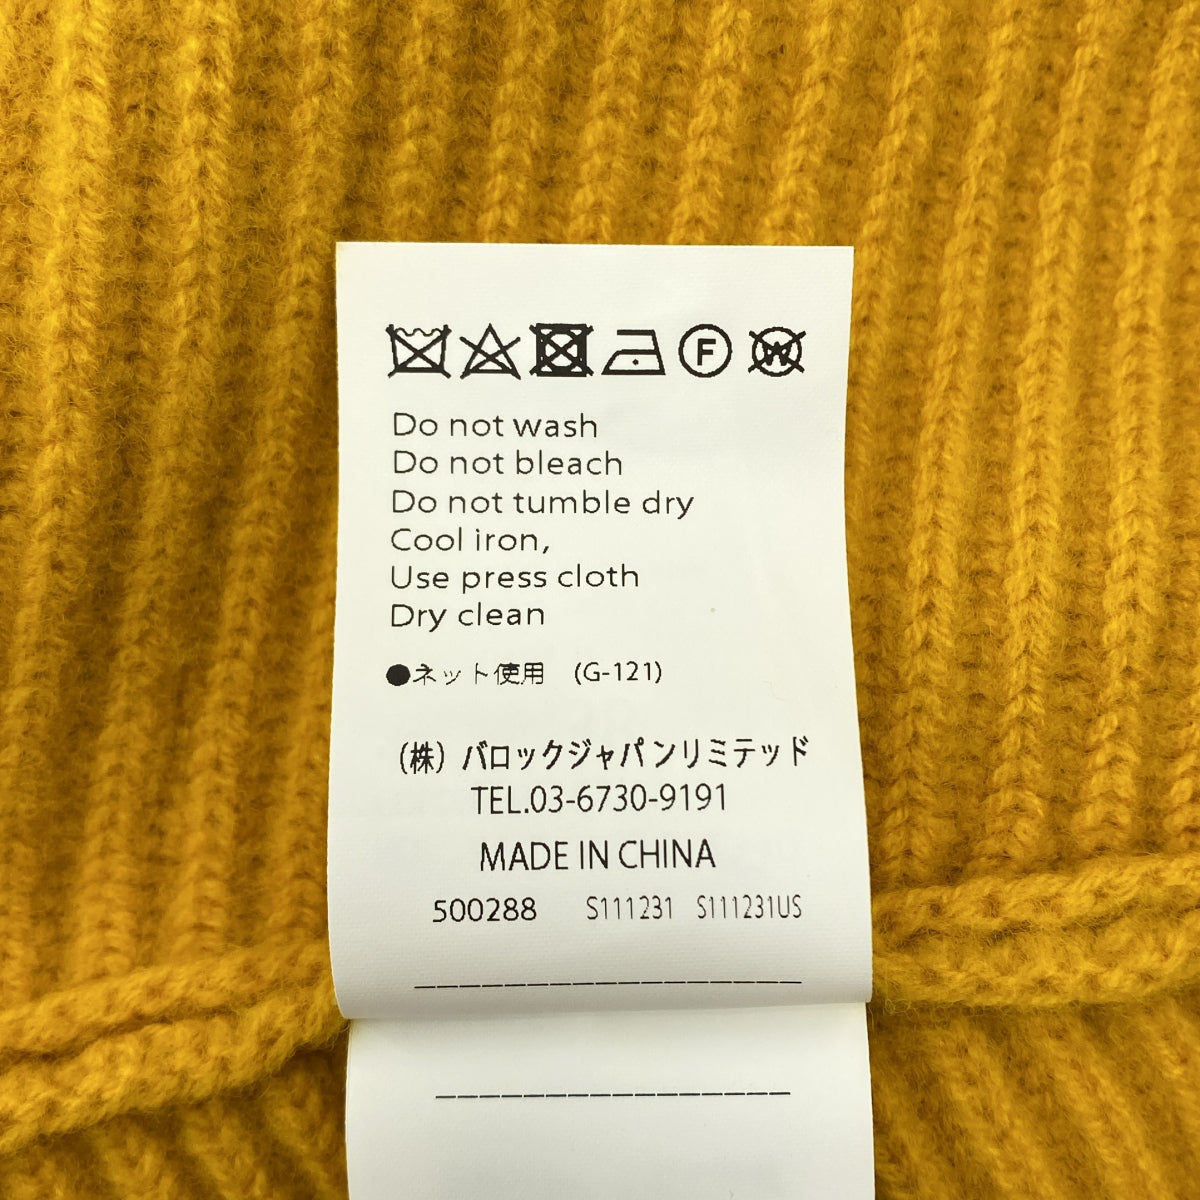 F W
Do not wash
Do not bleach
Do not tumble dry
Cool iron,
Use press cloth
Dry clean
●ネット使用 (G-121)
(株) バロックジャパンリミテッド
TEL.03-6730-9191
MADE IN CHINA
500288 S111231 S111231US